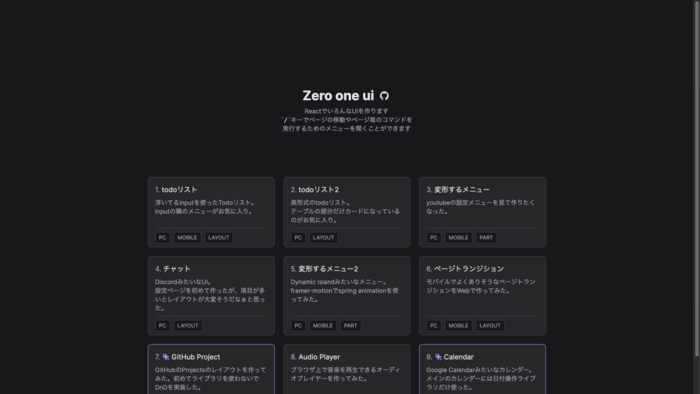 Zero one ui
ReactでいろんなUIを作ります
`/`キーでページの移動やページ毎のコマンドを
実行するためのメニューを開くことができます
1. todoリスト
浮いてるinputを使ったTodoリスト。
inputの隣のメニューがお気に入り。
PC MOBILE LAYOUT
2. todoリスト2
表形式のtodoリスト。
テーブルの部分だけカードになっている
のがお気に入り。
PC LAYOUT
3. 変形するメニュー
youtubeの設定メニューを見て作りたく
なった。
PC MOBILE PART
4. チャット
DiscordみたいなUI。
設定ページを初めて作ったが、項目が多
いとレイアウトが大変そうだなぁと思っ
た。
PC LAYOUT
5. 変形するメニュー2
Dynamic Islandみたいなメニュー。
framer-motionでspring animationを使
ってみた。
PC MOBILE PART
6. ページトランジション
モバイルでよくありそうなページトラン
ジションをWebで作ってみた。
PC MOBILE LAYOUT
7. GitHub Project
GitHubのProjectsのレイアウトを作って
みた。初めてライブラリを使わないで
DnDを実装した。
8. Audio Player
ブラウザ上で音楽を再生できるオーディ
オプレイヤーを作ってみた。
9. Calendar
Google Calendarみたいなカレンダー。
メインのカレンダーには日付操作ライブ
ラリだけ使った。